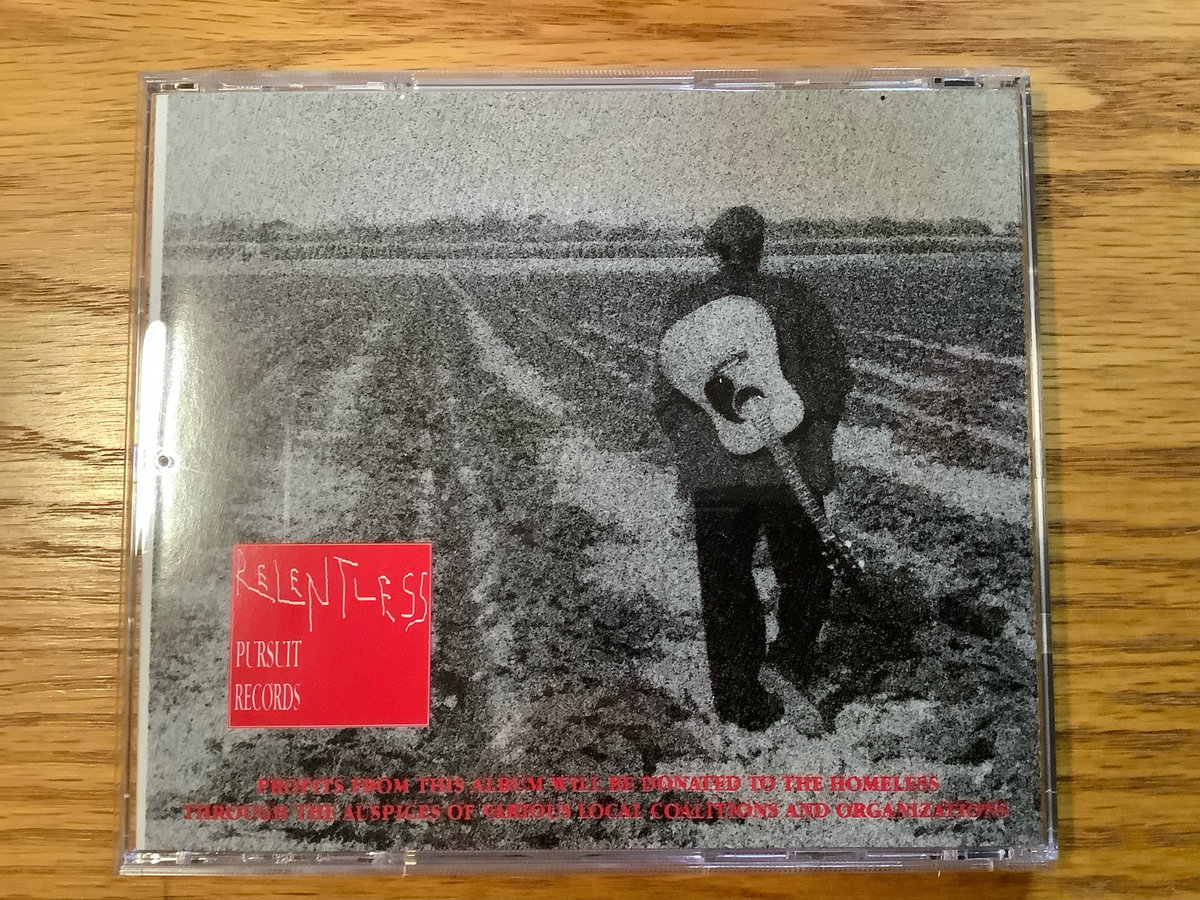 RELENTLESS
PURSUIT
RECORDS
PROFITS FROM THIS ALBUM WILL BE DONATED TO THE HOMELESS
THROUGH THE AUSPICES OF VARIOUS LOCAL COALITIONS AND ORGANIZATIONS.